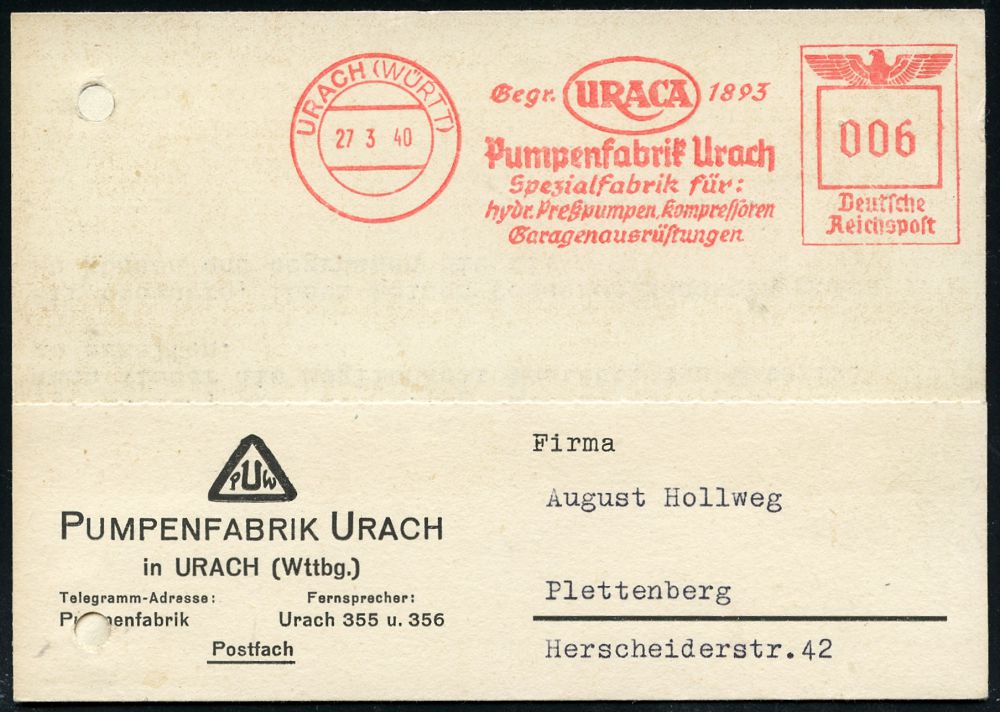 URACH (WÜRTT)
27 3 40
Gegr. URACA 1893
Pumpenfabrik Urach
Spezialfabrik für:
hydr. Preßpumpen, Kompressoren
Garagenausrüstungen
006
Deutsche
Reichspost
PUW
PUMPENFABRIK URACH
in URACH (Wttbg.)
Telegramm-Adresse: Fernsprecher:
Urach 355 u. 356
Postfach
Firma
August Hollweg
Plettenberg
Herscheiderstr. 42